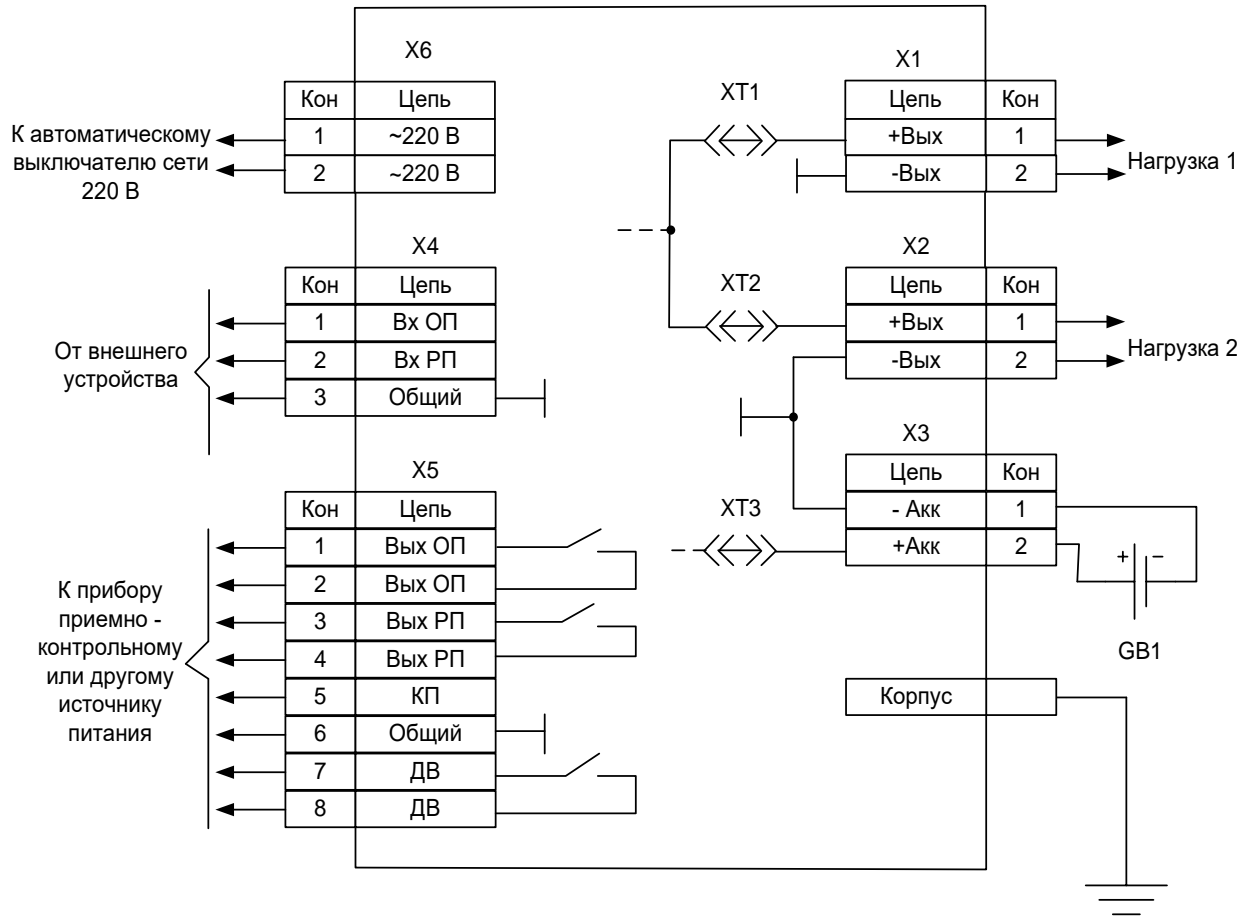 X6
Кон Цепь
1 ~220 В
2 ~220 В
К автоматическому
выключателю сети
220 В
X4
Кон Цепь
1 Вх ОП
2 Вх РП
3 Общий
От внешнего
устройства
X5
Кон Цепь
1 Вых ОП
2 Вых ОП
3 Вых РП
4 Вых РП
5 КП
6 Общий
7 ДВ
8 ДВ
К прибору
приемно -
контрольному
или другому
источнику
питания
XT1
X1
Цепь Кон
+Вых 1
-Вых 2
Нагрузка 1
XT2
X2
Цепь Кон
+Вых 1
-Вых 2
Нагрузка 2
XT3
X3
Цепь Кон
- Акк 1
+Акк 2
+ −
GB1
Корпус